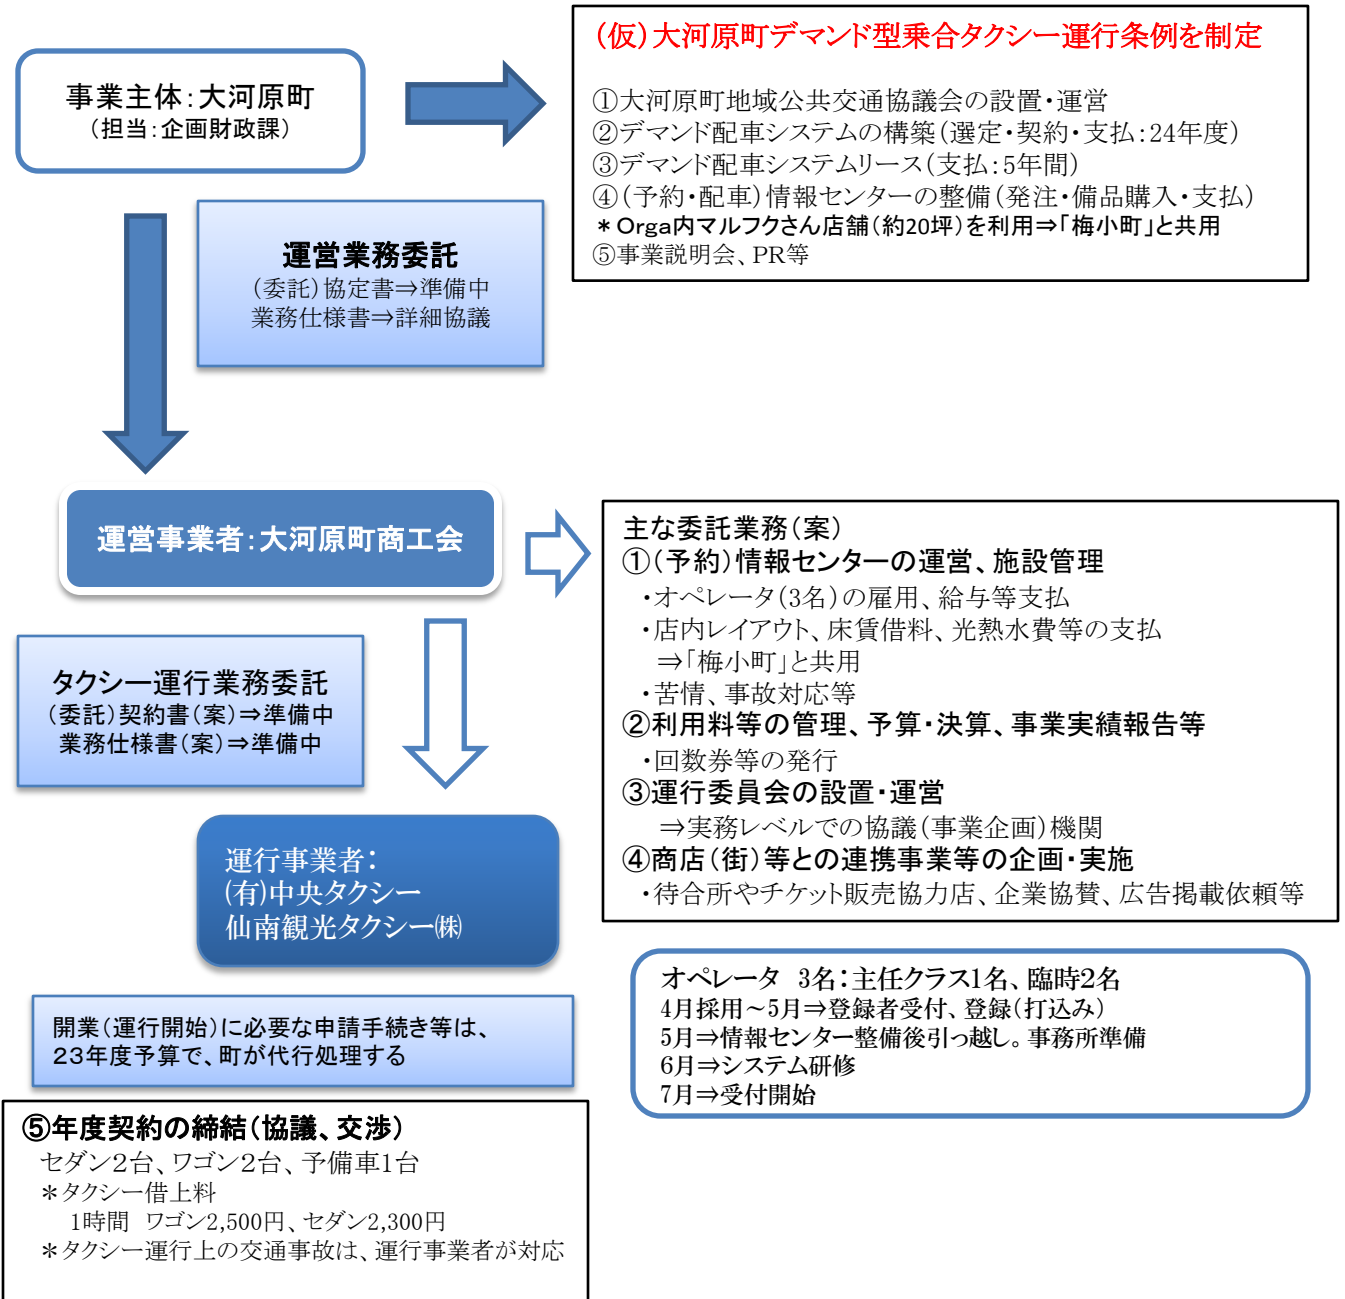 事業主体：大河原町
（担当：企画財政課）
（仮）大河原町デマンド型乗合タクシー運行条例を制定
①大河原町地域公共交通協議会の設置・運営
②デマンド配車システムの構築（選定・契約・支払：24年度）
③デマンド配車システムリース（支払：5年間）
④（予約・配車）情報センターの整備（発注・備品購入・支払）
＊Orga内マルフクさん店舗（約20坪）を利用⇒「梅小町」と共用
⑤事業説明会、PR等
運営業務委託
（委託）協定書⇒準備中
業務仕様書⇒詳細協議
運営事業者：大河原町商工会
主な委託業務（案）
①（予約）情報センターの運営、施設管理
・オペレータ（3名）の雇用、給与等支払
・店内レイアウト、床賃借料、光熱水費等の支払
⇒「梅小町」と共用
・苦情、事故対応等
②利用料等の管理、予算・決算、事業実績報告等
・回数券等の発行
③運行委員会の設置・運営
⇒実務レベルでの協議（事業企画）機関
④商店（街）等との連携事業等の企画・実施
・待合所やチケット販売協力店、企業協賛、広告掲載依頼等
タクシー運行業務委託
（委託）契約書（案）⇒準備中
業務仕様書（案）⇒準備中
運行事業者：
(有)中央タクシー
仙南観光タクシー㈱
オペレータ　3名：主任クラス1名、臨時2名
4月採用～5月⇒登録者受付、登録（打込み）
5月⇒情報センター整備後引っ越し。事務所準備
6月⇒システム研修
7月⇒受付開始
開業（運行開始）に必要な申請手続き等は、
２３年度予算で、町が代行処理する
⑤年度契約の締結（協議、交渉）
セダン２台、ワゴン２台、予備車1台
＊タクシー借上料
1時間　ワゴン2,500円、セダン2,300円
＊タクシー運行上の交通事故は、運行事業者が対応